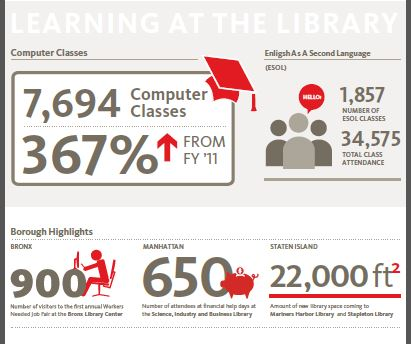 LEARNING AT THE LIBRARY
Computer Classes
7,694 Computer Classes
367% FROM FY '11
Enligsh As A Second Language
(ESOL)
HELLO!
1,857
NUMBER OF
ESOL CLASSES
34,575
TOTAL CLASS
ATTENDANCE
Borough Highlights
BRONX
900
Number of visitors to the first annual Workers
Needed Job Fair at the Bronx Library Center
MANHATTAN
650
Number of attendees at financial help days at
the Science, Industry and Business Library
STATEN ISLAND
22,000 ft²
Amount of new library space coming to
Mariners Harbor Library and Stapleton Library